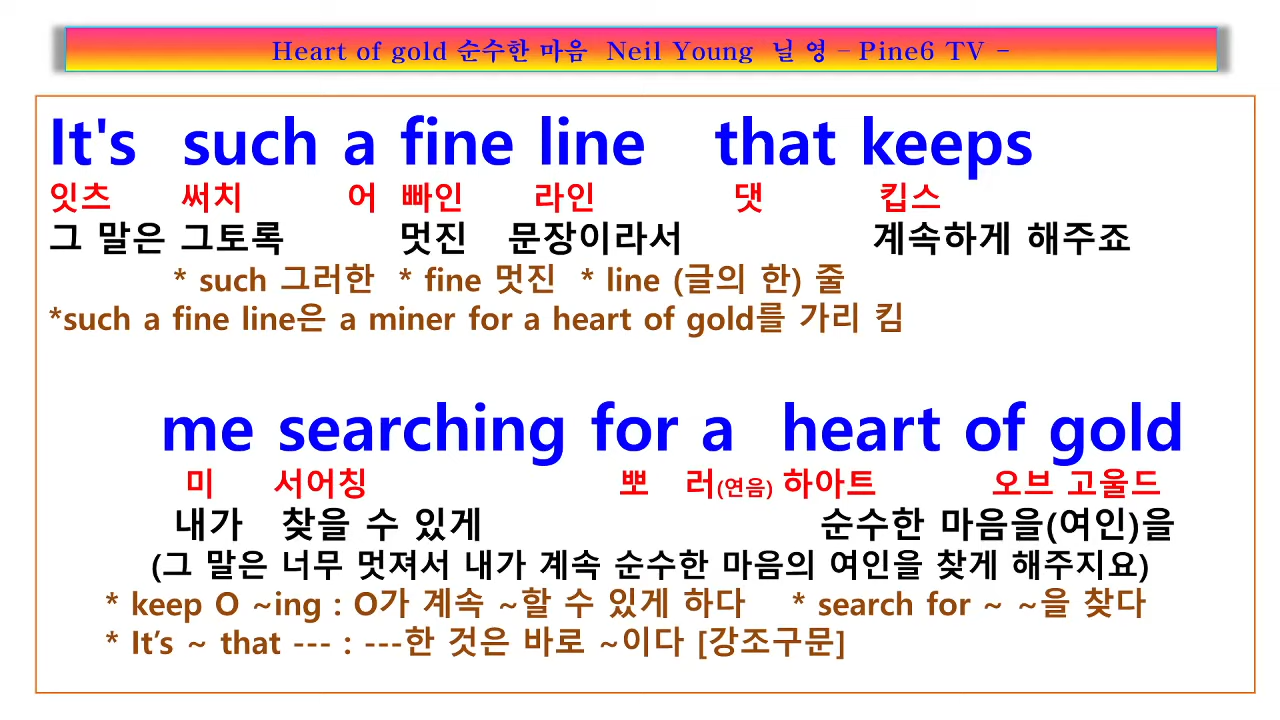 Heart of gold 순수한 마음 Neil Young 닐 영 - Pine6 TV -
It's such a fine line that keeps
잇츠 써치 어 빠인 라인 댓 킵스
그 말은 그토록 멋진 문장이라서 계속하게 해주죠
* such 그러한 * fine 멋진 * line (글의 한) 줄
*such a fine line은 a miner for a heart of gold를 가리 킴
me searching for a heart of gold
미 서어칭 뽀 러(연음) 하아트 오브 고울드
내가 찾을 수 있게 순수한 마음을(여인)을
(그 말은 너무 멋져서 내가 계속 순수한 마음의 여인을 찾게 해주지요)
* keep O ~ing : O가 계속 ~할 수 있게 하다 * search for ~ ~을 찾다
* It’s ~ that --- : ---한 것은 바로 ~이다 [강조구문]